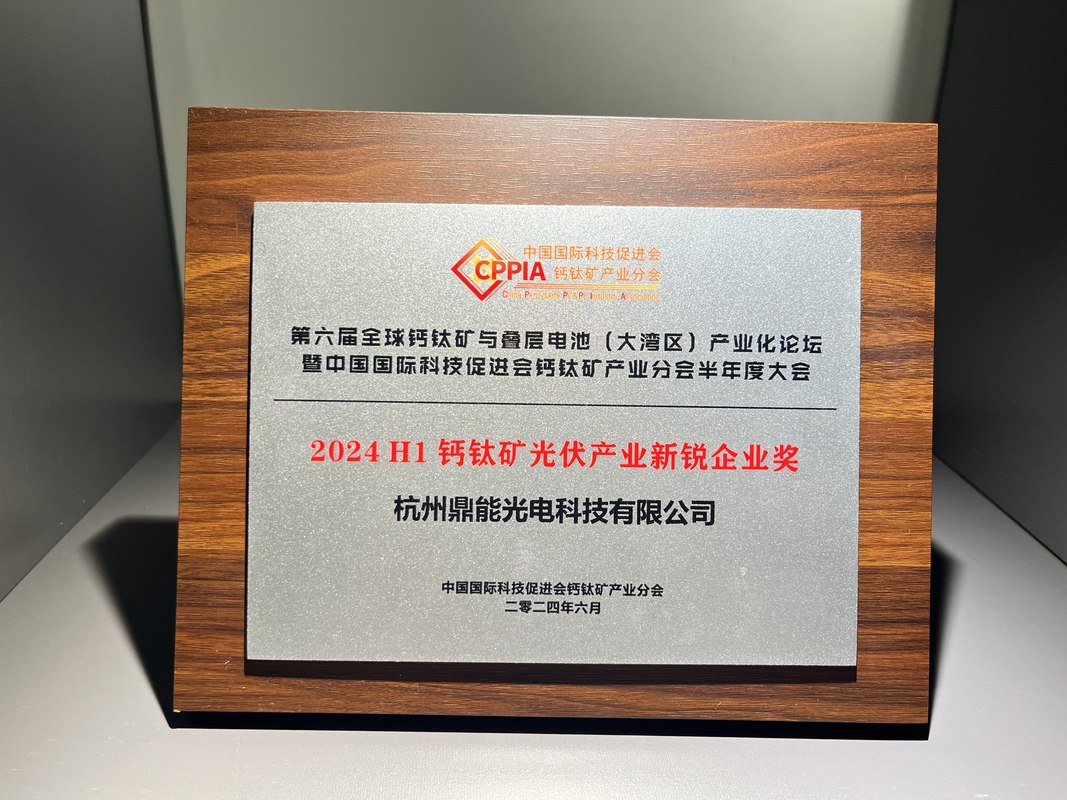 中国国际科技促进会
CPPIA 钙钛矿产业分会
第六届全球钙钛矿与叠层电池（大湾区）产业化论坛
暨中国国际科技促进会钙钛矿产业分会半年度大会
2024 H1 钙钛矿光伏产业新锐企业奖
杭州鼎能光电科技有限公司
中国国际科技促进会钙钛矿产业分会
二零二四年六月